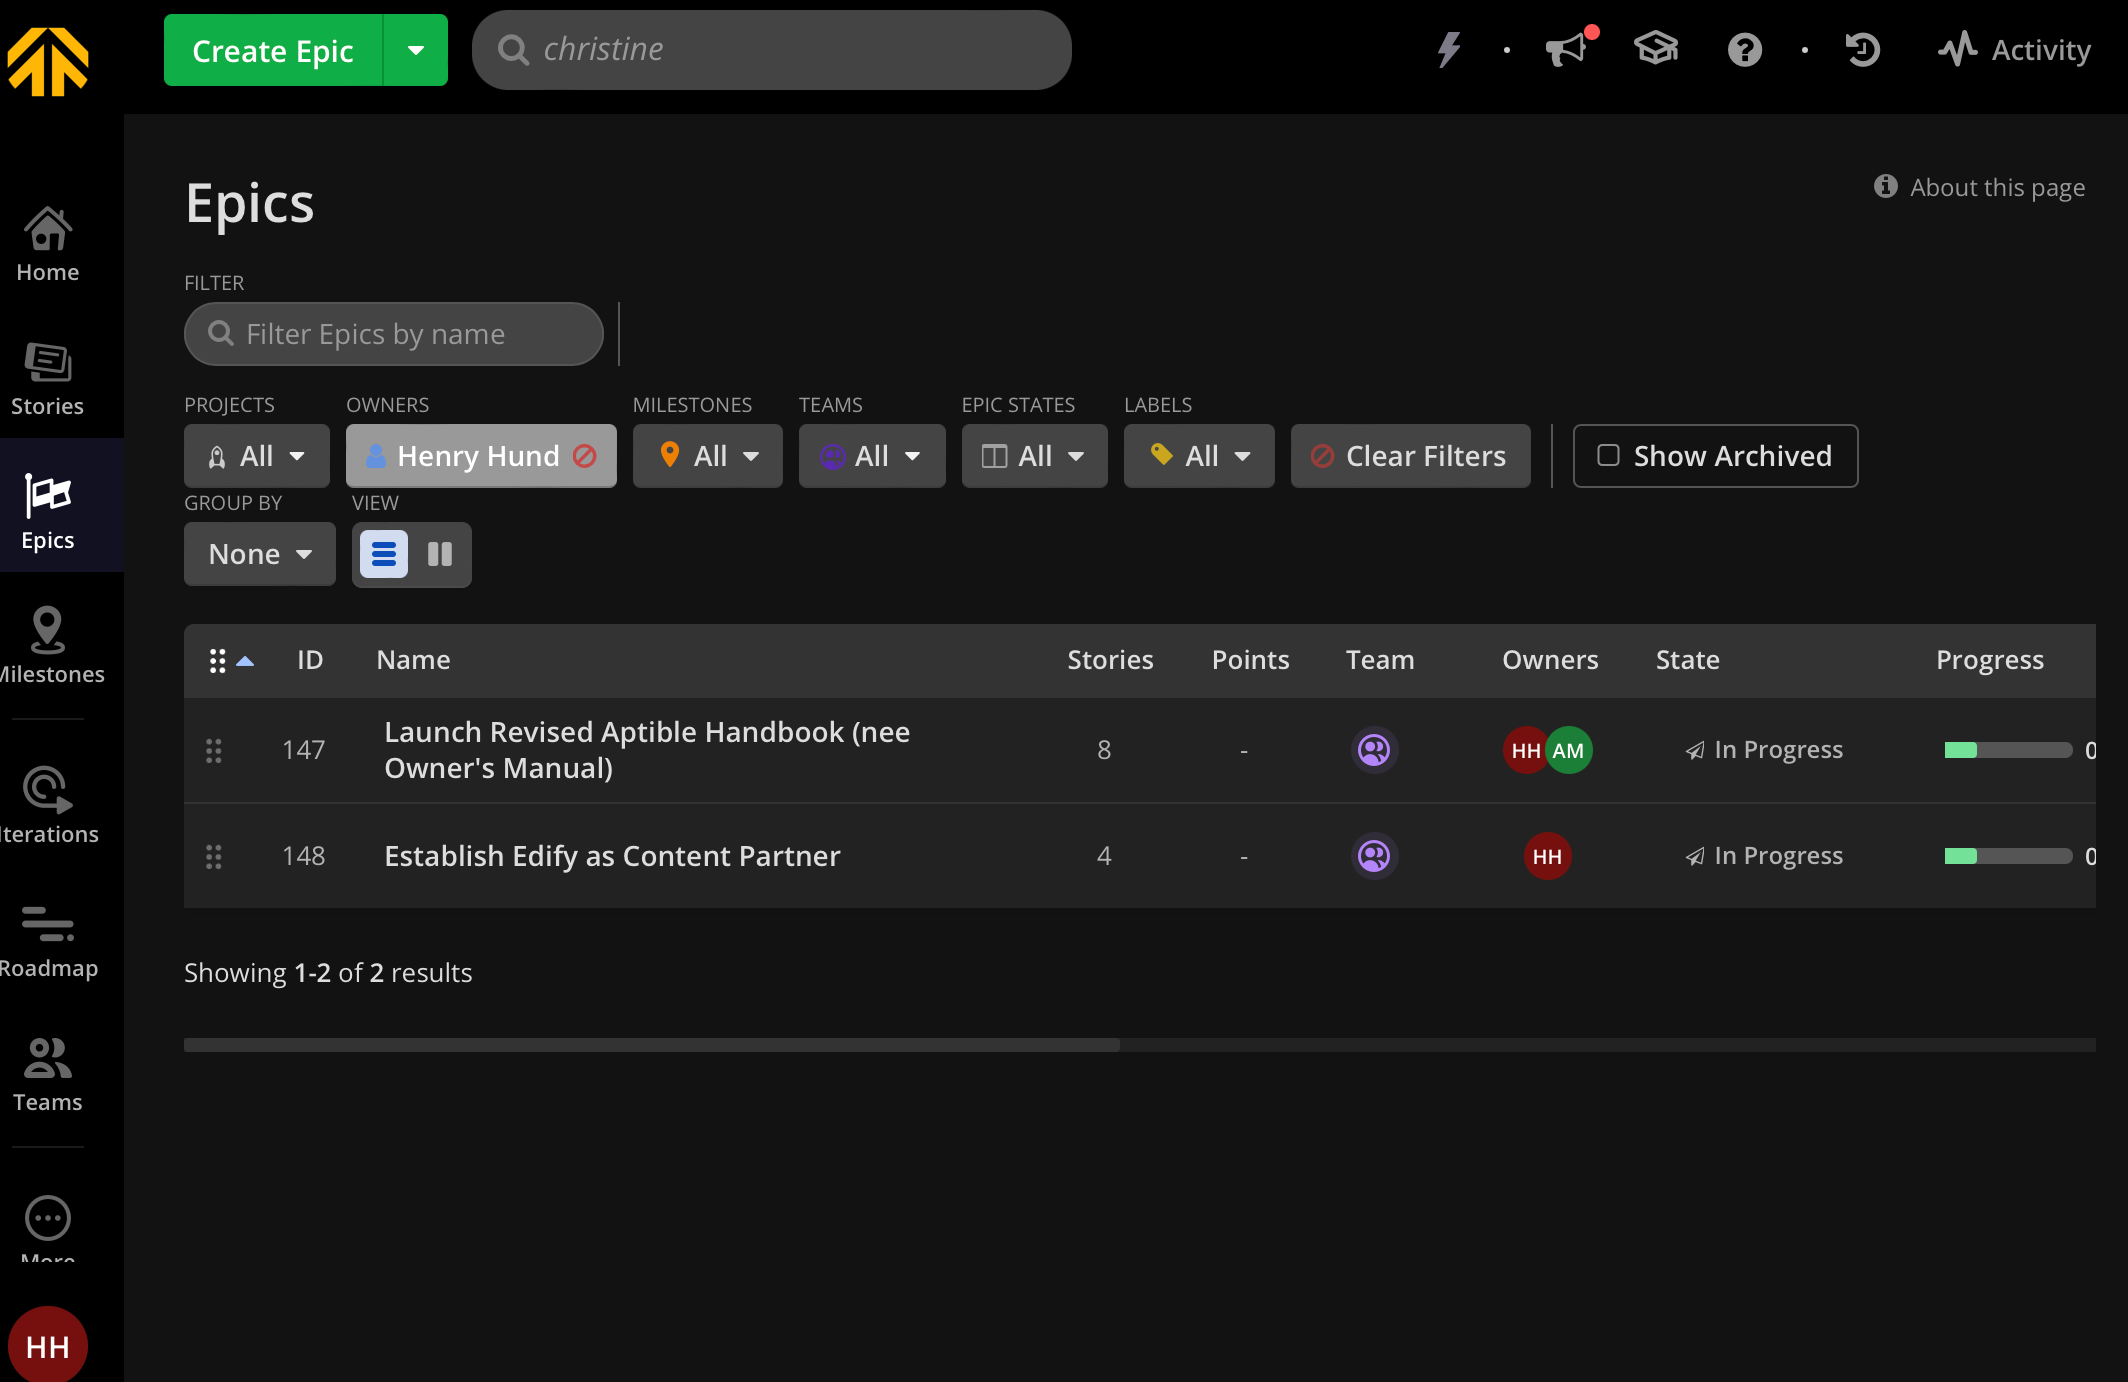 Create Epic
christine
Activity
Home
Stories
Epics
Milestones
Iterations
Roadmap
Teams
More
HH
Epics
About this page
FILTER
Filter Epics by name
PROJECTS OWNERS MILESTONES TEAMS EPIC STATES LABELS
All Henry Hund All All All All Clear Filters Show Archived
GROUP BY VIEW
None
ID Name Stories Points Team Owners State Progress
147 Launch Revised Aptible Handbook (nee
Owner's Manual) 8 - HH AM In Progress 0
148 Establish Edify as Content Partner 4 - HH In Progress 0
Showing 1-2 of 2 results